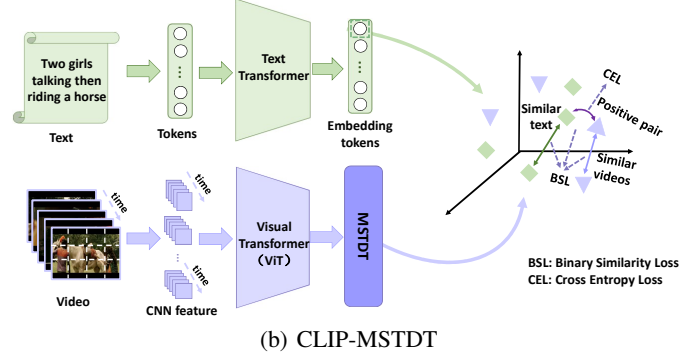 Two girls
talking then
riding a horse
Text
Tokens
Text
Transformer
Embedding
tokens
CEL
Positive pair
Similar
text
Similar
videos
BSL
time
time
time
Video
CNN feature
Visual
Transformer
(ViT)
MSTDT
BSL: Binary Similarity Loss
CEL: Cross Entropy Loss
(b) CLIP-MSTDT